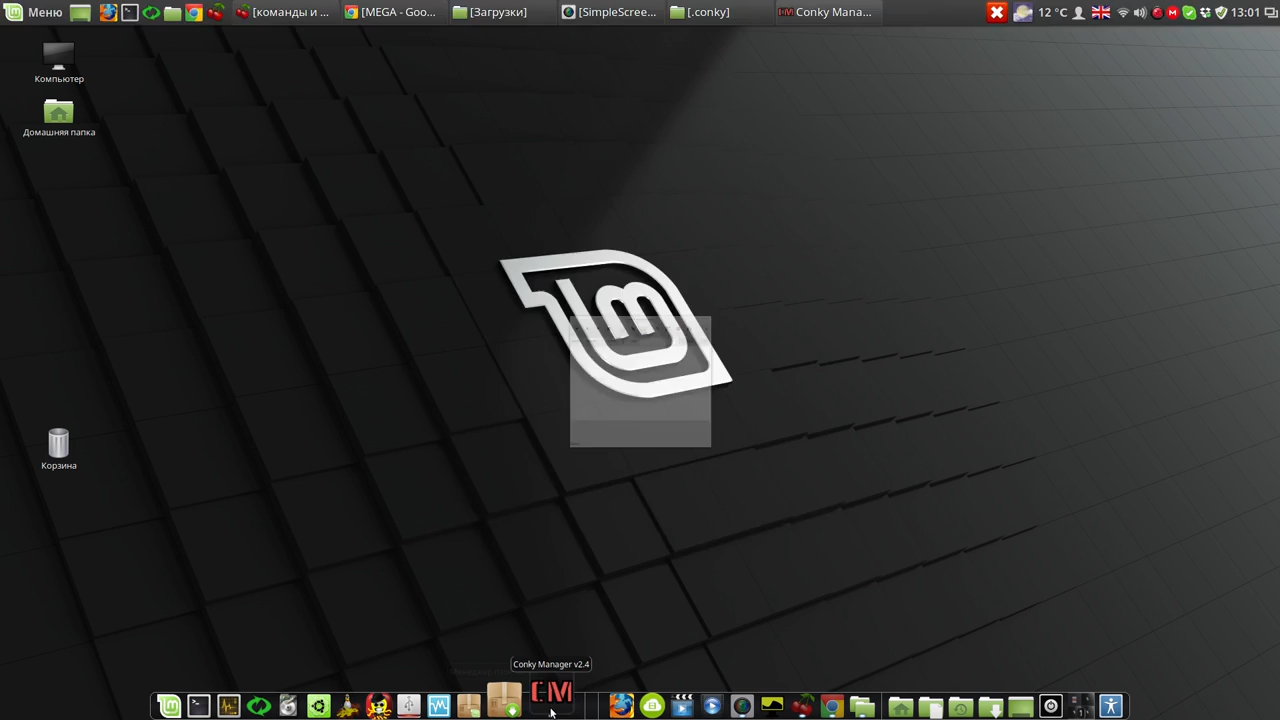 Меню
[команды и ...
[MEGA - Goo...
[Загрузки]
[SimpleScree...
[.conky]
Conky Mana...
12 °C
13:01
Компьютер
Домашняя папка
Корзина
Conky Manager v2.4